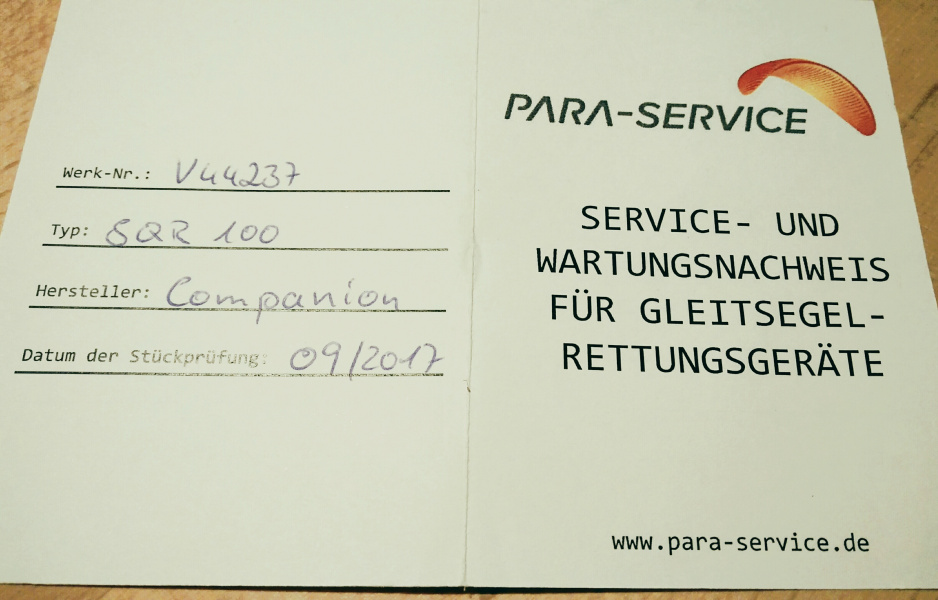 Werk-Nr.: V44237
Typ: SQR 100
Hersteller: Companion
Datum der Stückprüfung: 09/2017
PARA-SERVICE
SERVICE- UND
WARTUNGSNACHWEIS
FÜR GLEITSEGEL-
RETTUNGSGERÄTE
www.para-service.de